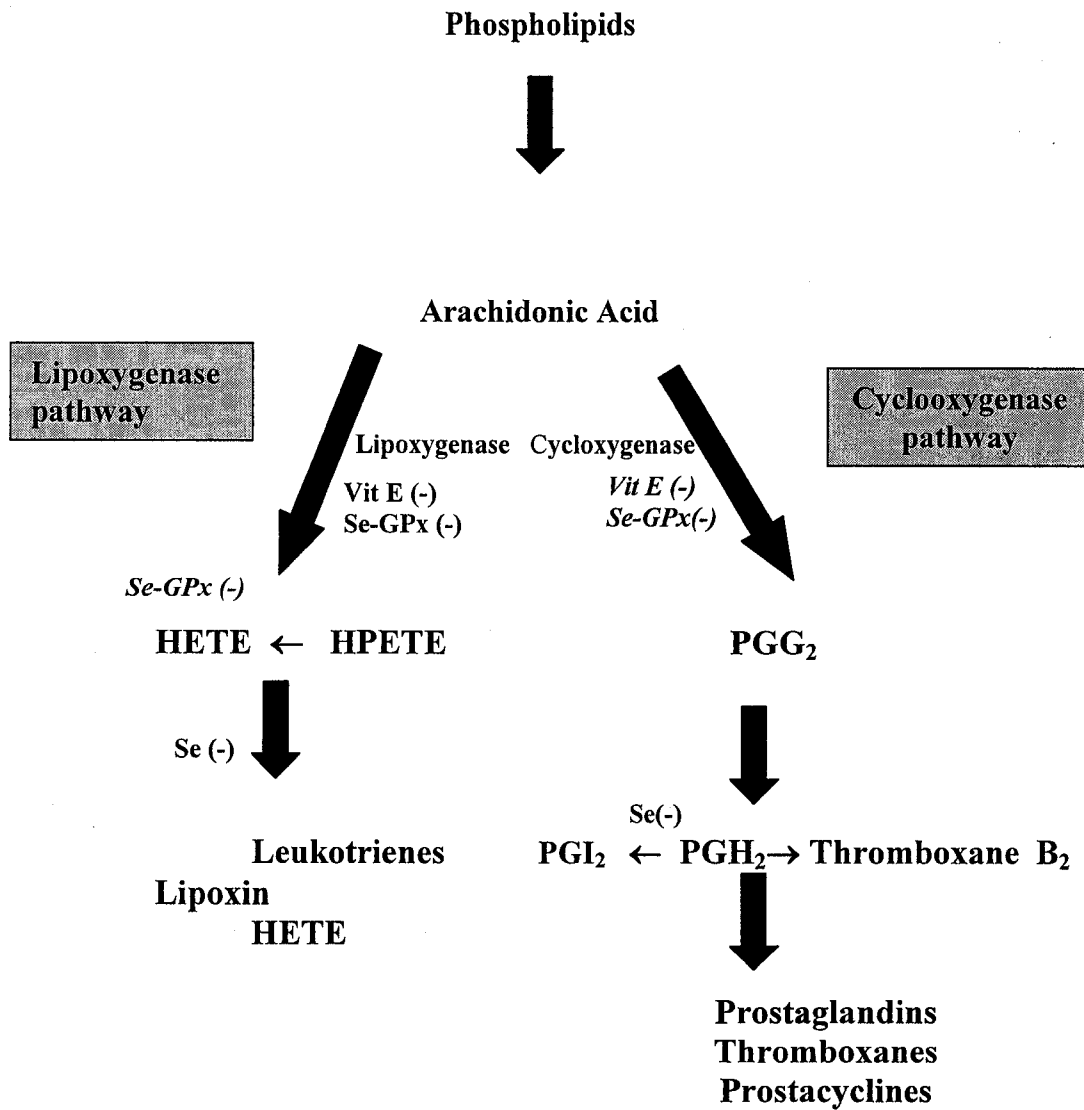 Phospholipids
Arachidonic Acid
Lipoxygenase
pathway
Cyclooxygenase
pathway
Lipoxygenase
Vit E (-)
Se-GPx (-)
Cycloxygenase
Vit E (-)
Se-GPx(-)
Se-GPx (-)
HETE ← HPETE
PGG₂
Se (-)
Se(-)
Leukotrienes
Lipoxin
HETE
PGI₂ ← PGH₂→ Thromboxane B₂
Prostaglandins
Thromboxanes
Prostacyclines